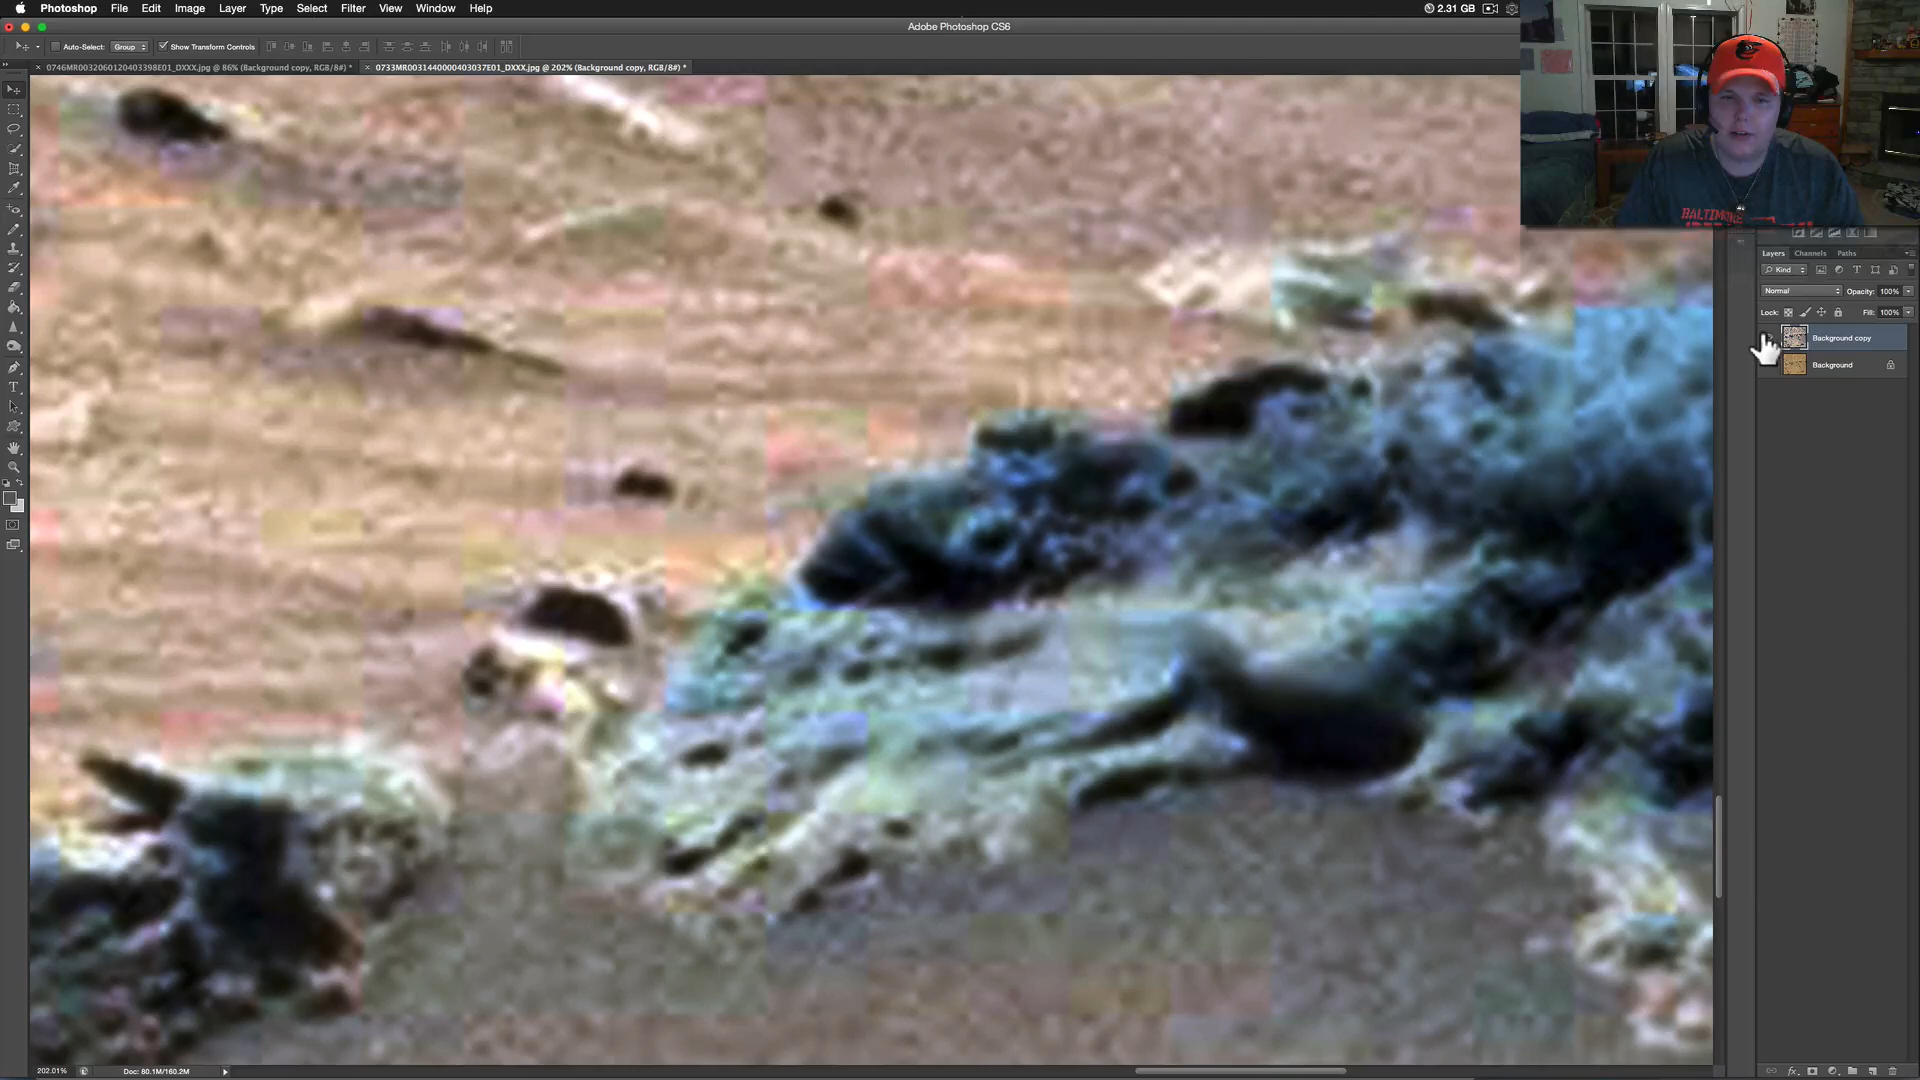 Photoshop File Edit Image Layer Type Select Filter View Window Help
2.31 GB
Adobe Photoshop CS6
Auto-Select: Group Show Transform Controls
0746MR0032060120403398E01_DXXX.jpg @ 86% (Background copy, RGB/8#) *
0733MR0031440000403037E01_DXXX.jpg @ 202% (Background copy, RGB/8#) *
BALTIMORE
Layers Channels Paths
Kind
Normal Opacity: 100%
Lock: Fill: 100%
Background copy
Background
202.01% Doc: 80.1M/160.2M